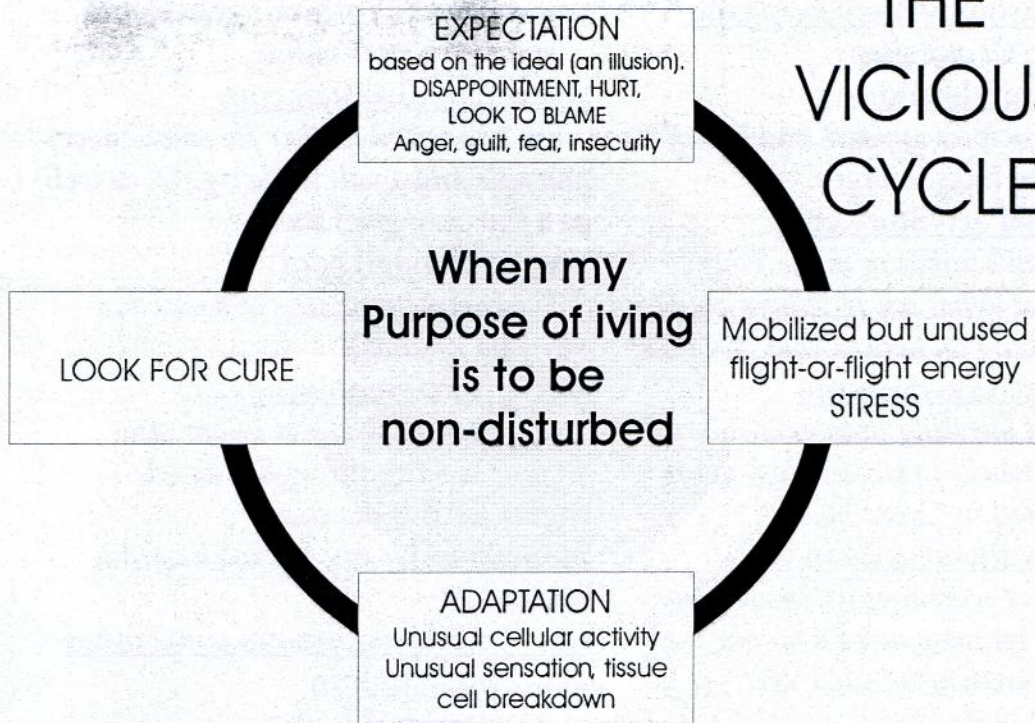 THE
VICIOU
CYCLE
EXPECTATION
based on the ideal (an illusion).
DISAPPOINTMENT, HURT,
LOOK TO BLAME
Anger, guilt, fear, insecurity
When my
Purpose of iving
is to be
non-disturbed
Mobilized but unused
flight-or-flight energy
STRESS
ADAPTATION
Unusual cellular activity
Unusual sensation, tissue
cell breakdown
LOOK FOR CURE